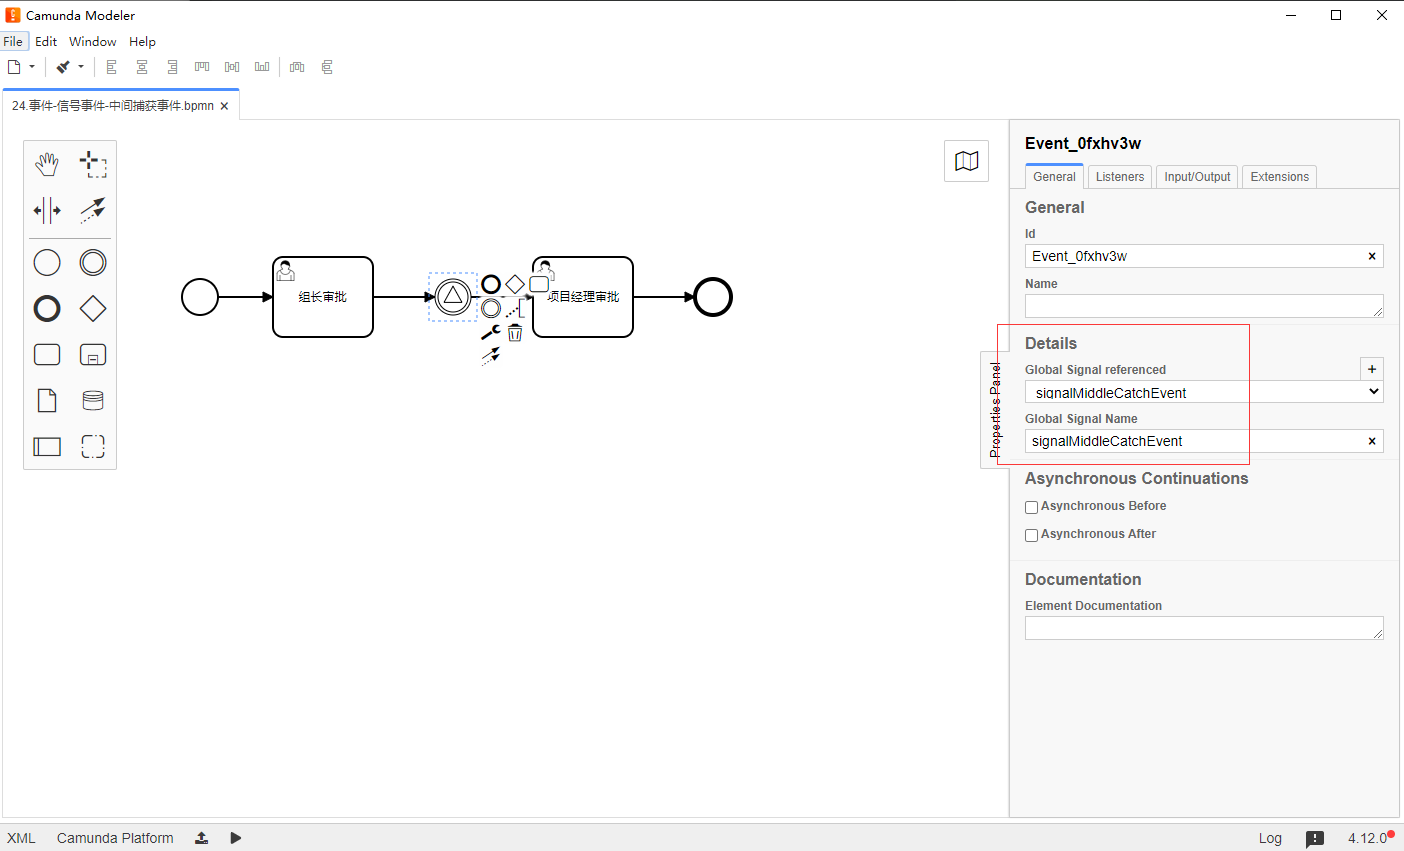 Camunda Modeler
File Edit Window Help
24.事件-信号事件-中间捕获事件.bpmn ×
组长审批
项目经理审批
Properties Panel
Event_0fxhv3w
General Listeners Input/Output Extensions
General
Id
Event_0fxhv3w ×
Name
Details
Global Signal referenced +
signalMiddleCatchEvent
Global Signal Name
signalMiddleCatchEvent ×
Asynchronous Continuations
Asynchronous Before
Asynchronous After
Documentation
Element Documentation
XML Camunda Platform Log 4.12.0